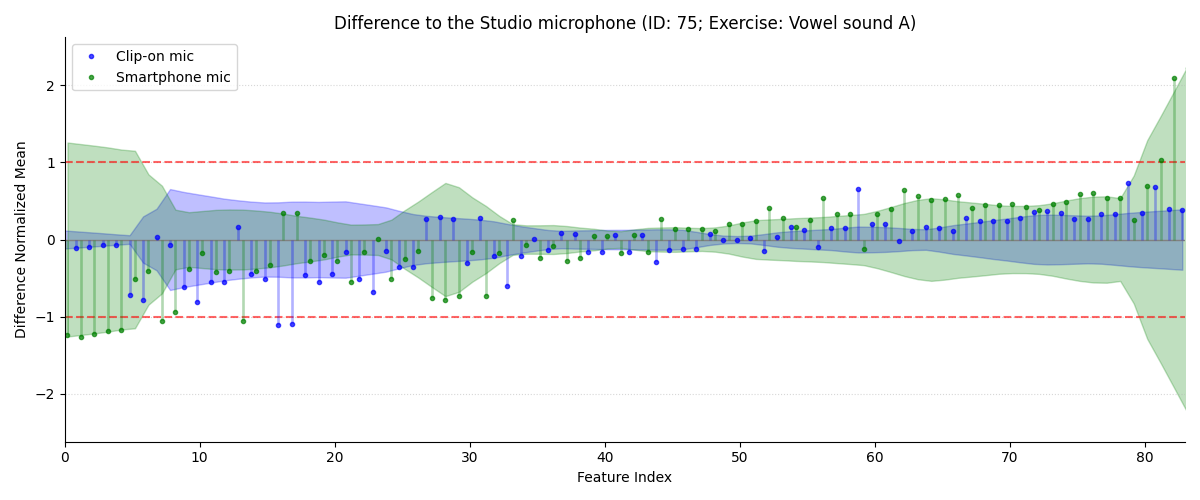 Difference to the Studio microphone (ID: 75; Exercise: Vowel sound A)
Clip-on mic
Smartphone mic
Difference Normalized Mean
2
1
0
−1
−2
0 10 20 30 40 50 60 70 80
Feature Index